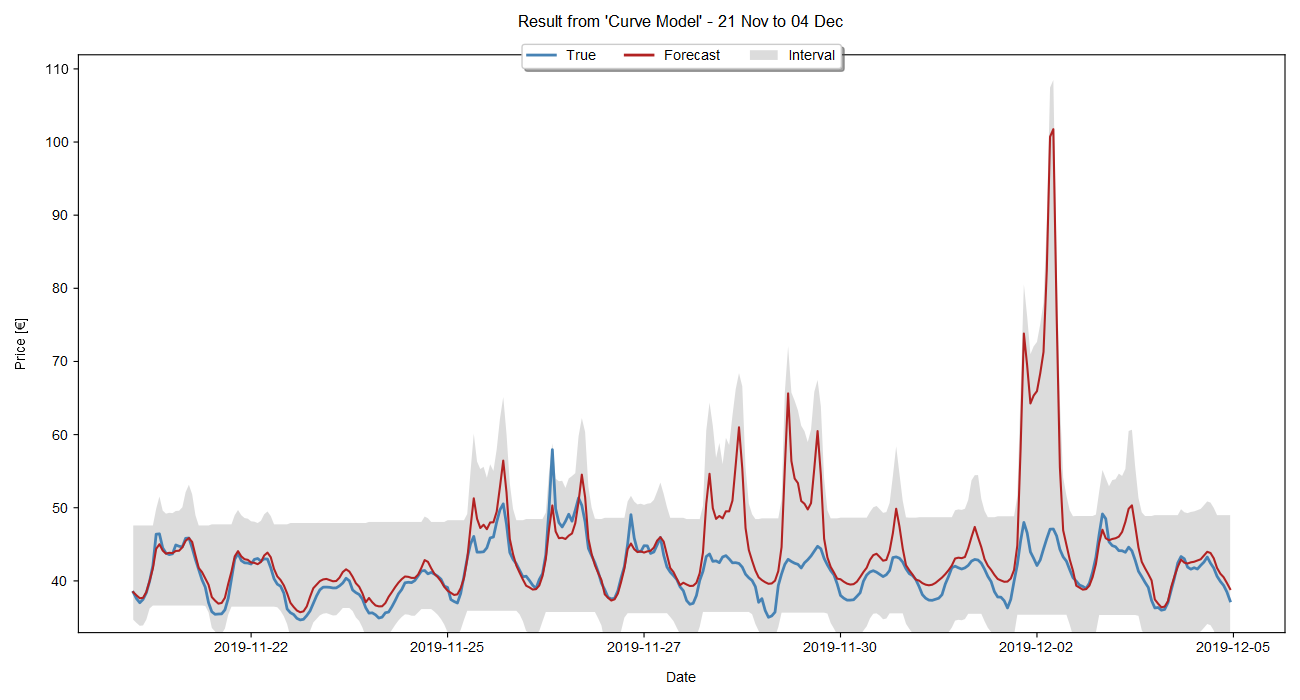 Result from 'Curve Model' - 21 Nov to 04 Dec
True Forecast Interval
110
100
90
80
70
60
50
40
Price [€]
2019-11-22 2019-11-25 2019-11-27 2019-11-30 2019-12-02 2019-12-05
Date